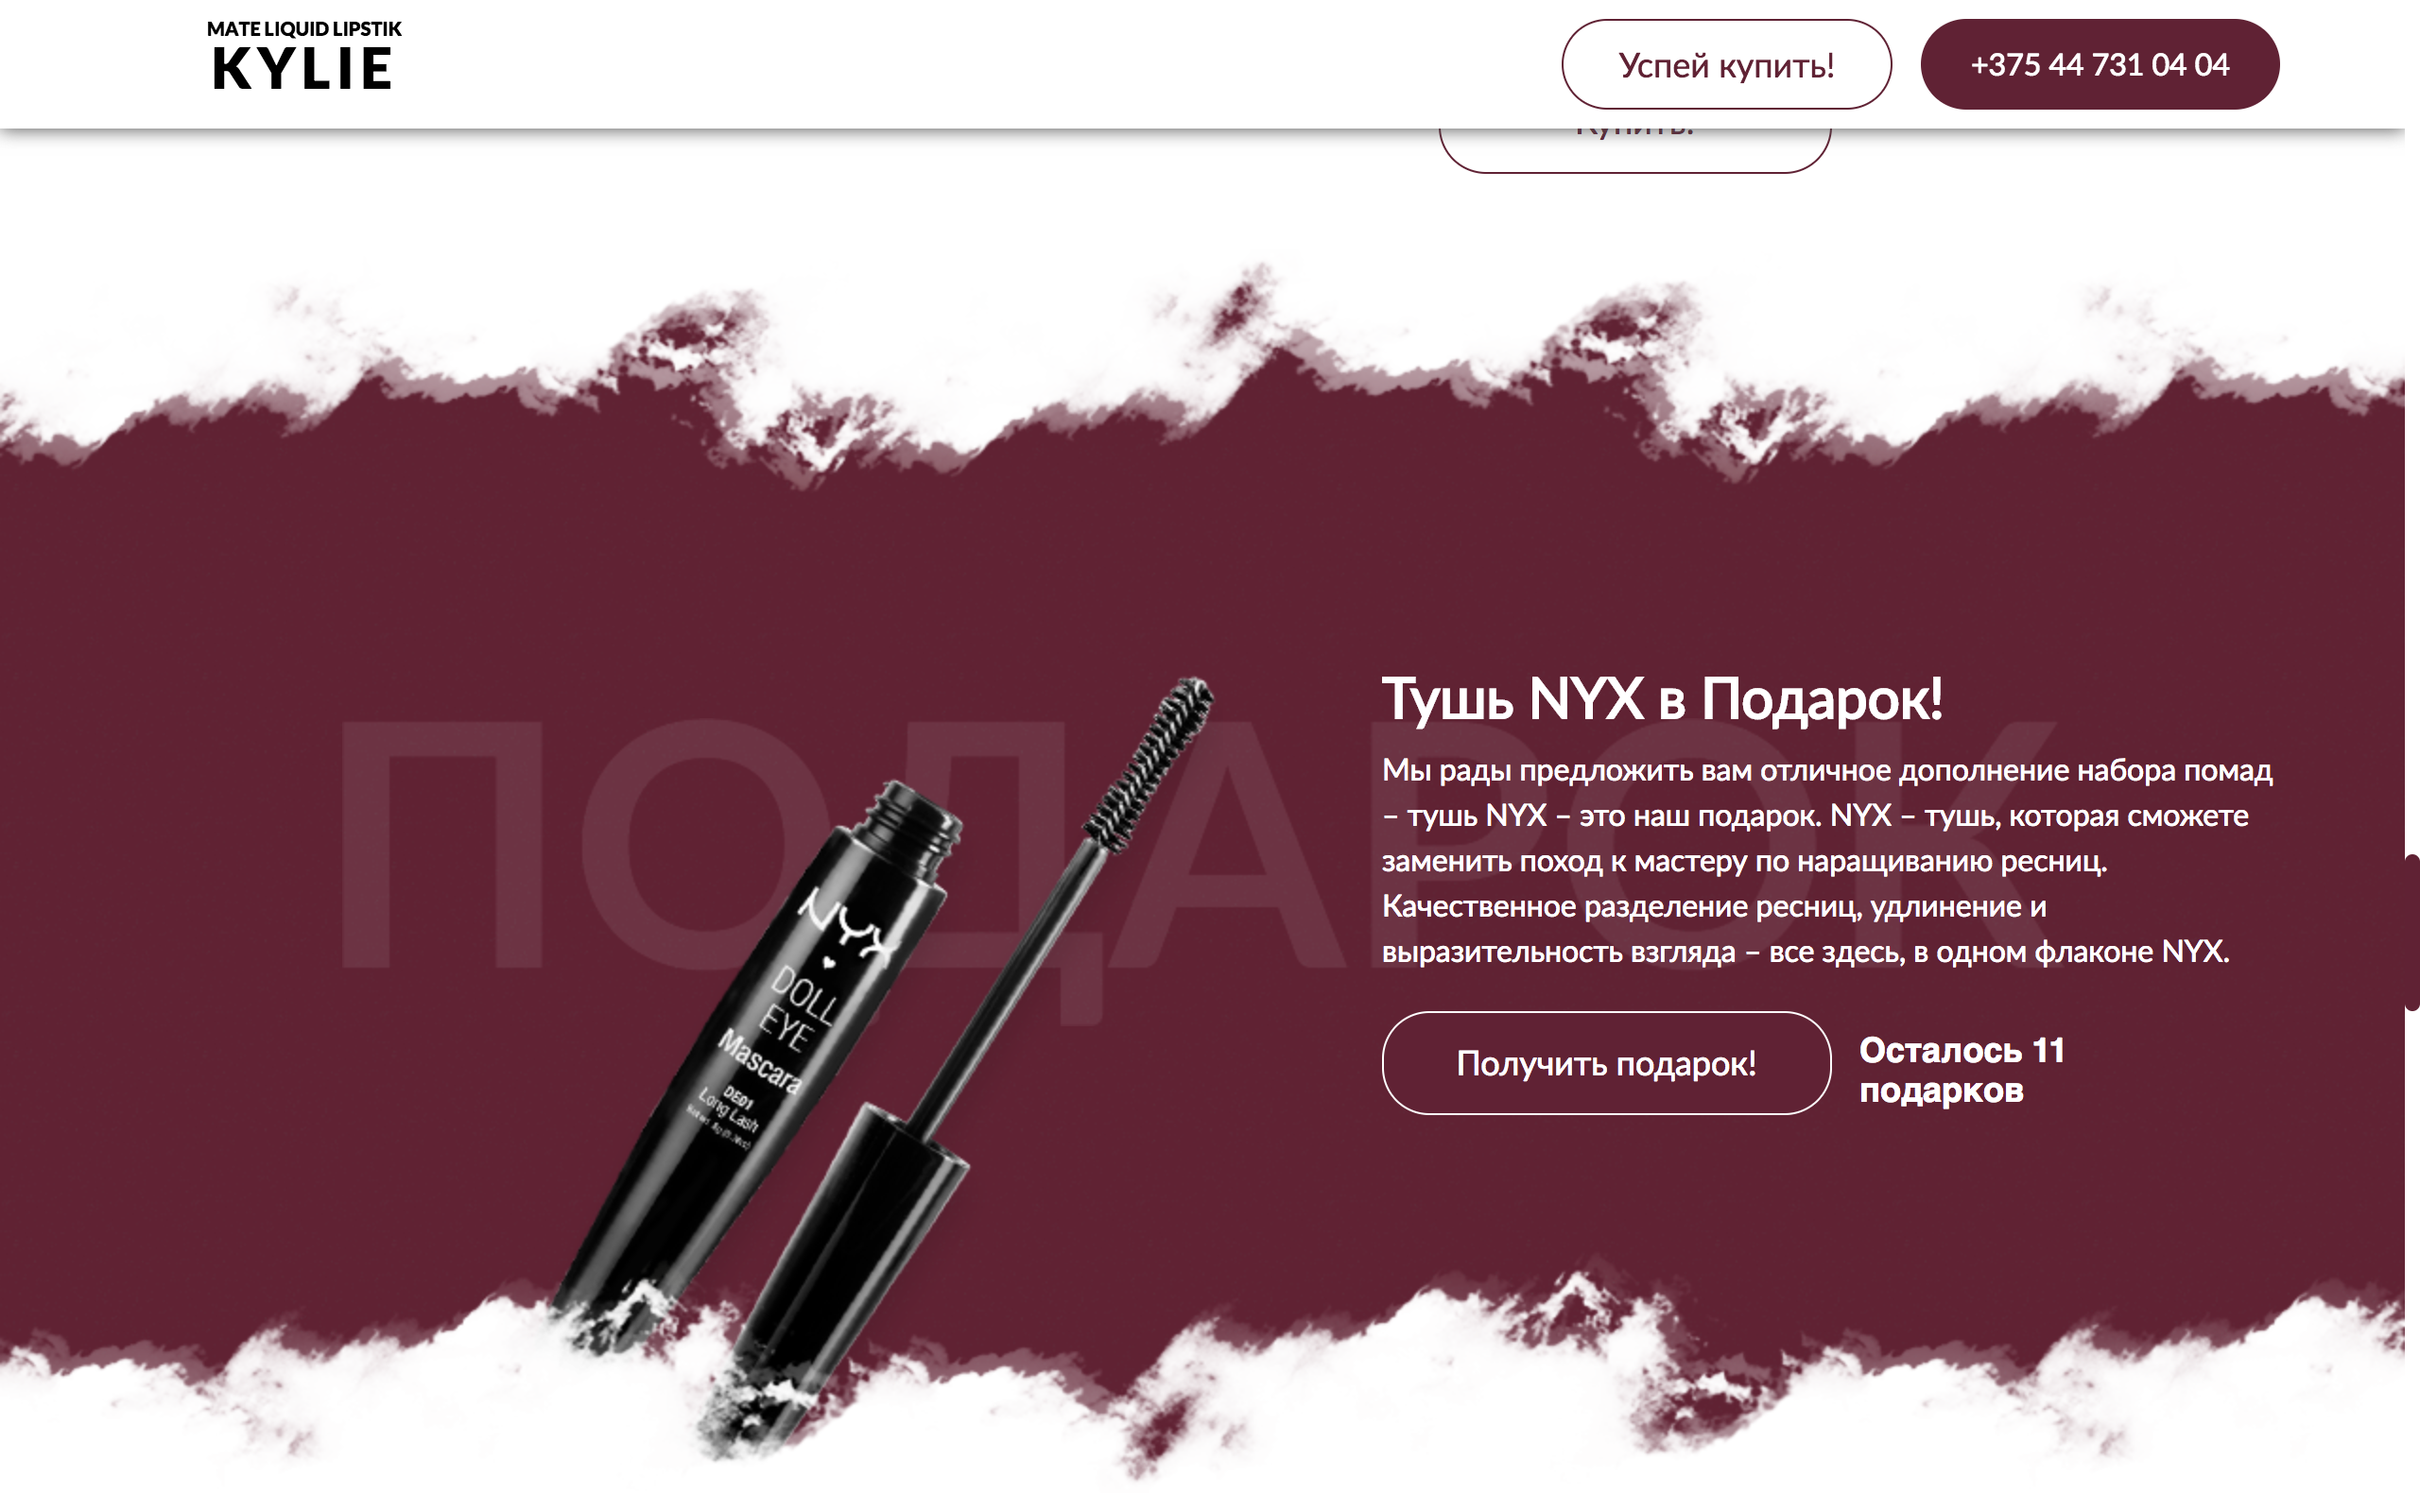 MATE LIQUID LIPSTIK
KYLIE
Успей купить!
+375 44 731 04 04
Купить!
ПОДАРОК
Тушь NYX в Подарок!
Мы рады предложить вам отличное дополнение набора помад
– тушь NYX – это наш подарок. NYX – тушь, которая сможете
заменить поход к мастеру по наращиванию ресниц.
Качественное разделение ресниц, удлинение и
выразительность взгляда – все здесь, в одном флаконе NYX.
Получить подарок!
Осталось 11
подарков
NYX
DOLL
EYE
Mascara
DE01
Long Lash